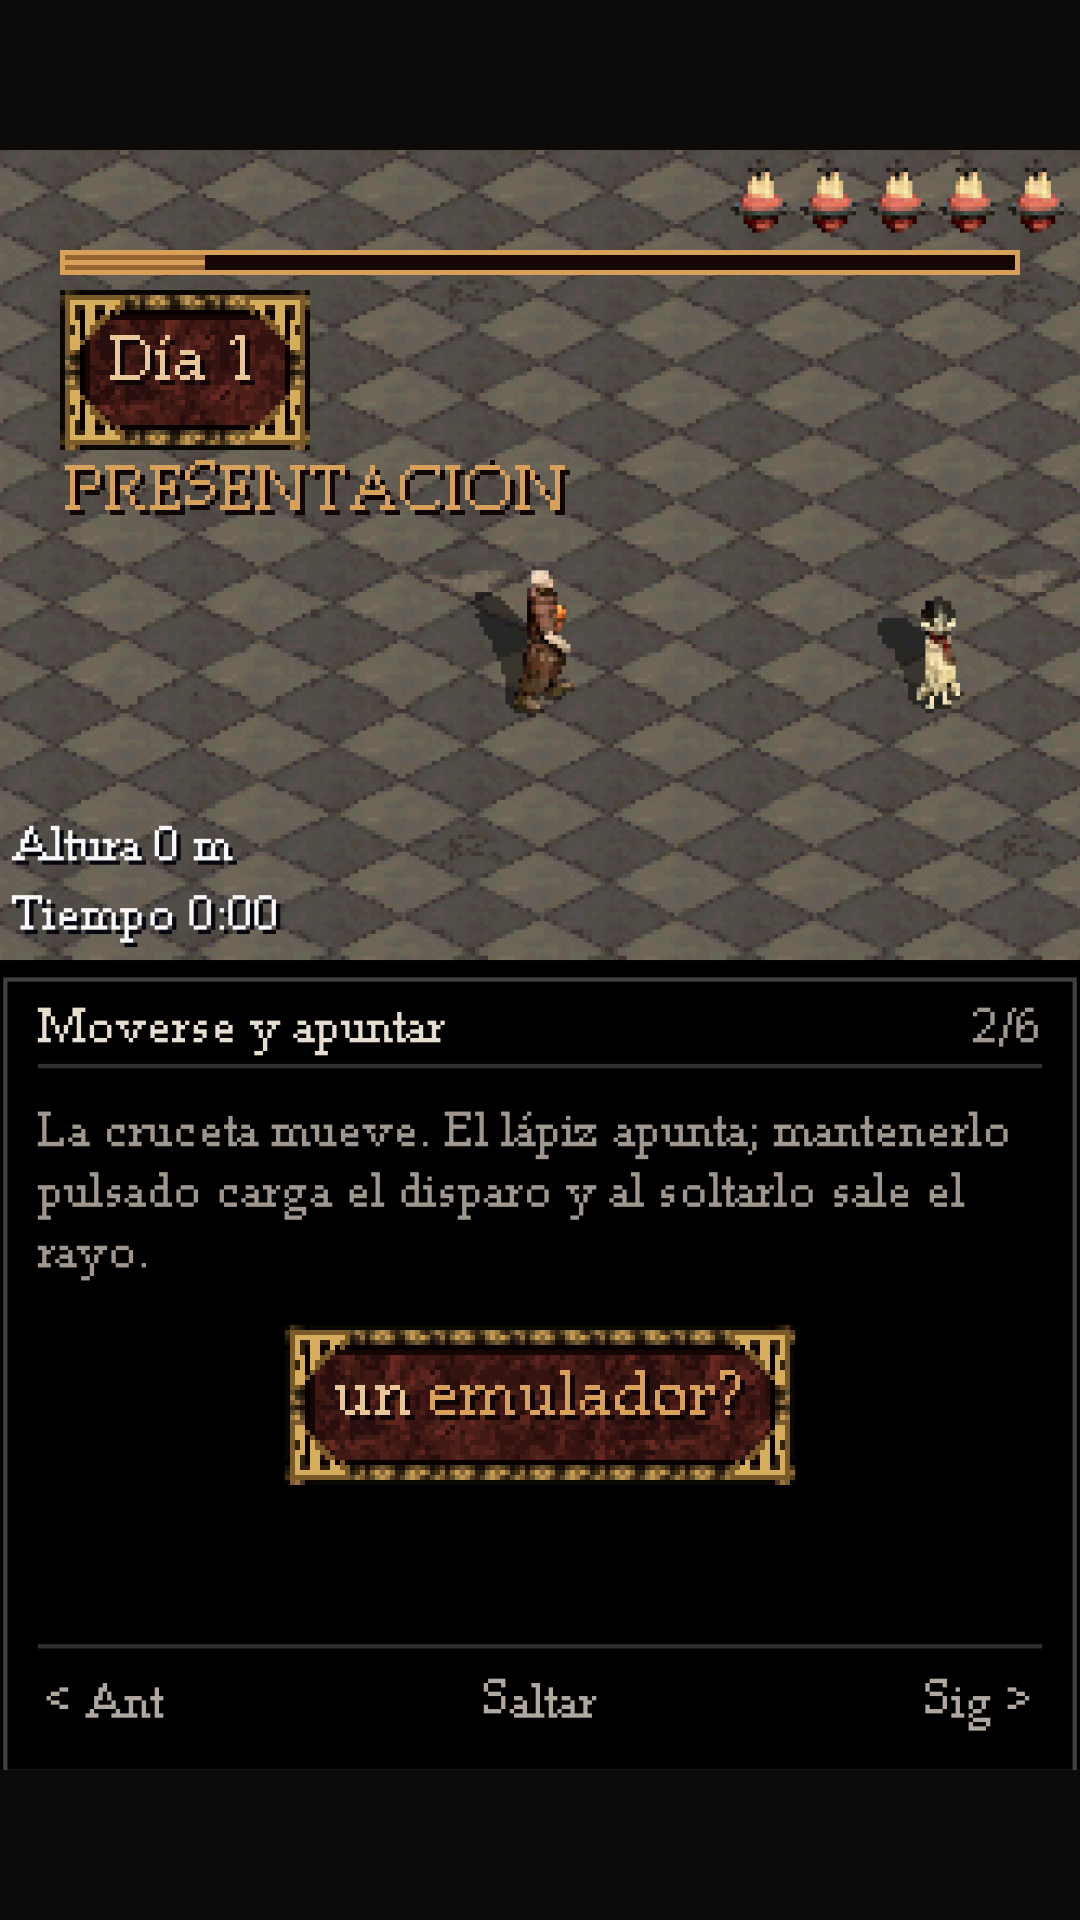 Día 1
PRESENTACIÓN
Altura 0 m
Tiempo 0:00
Moverse y apuntar 2/6
La cruceta mueve. El lápiz apunta; mantenerlo
pulsado carga el disparo y al soltarlo sale el
rayo.
un emulador?
< Ant Saltar Sig >